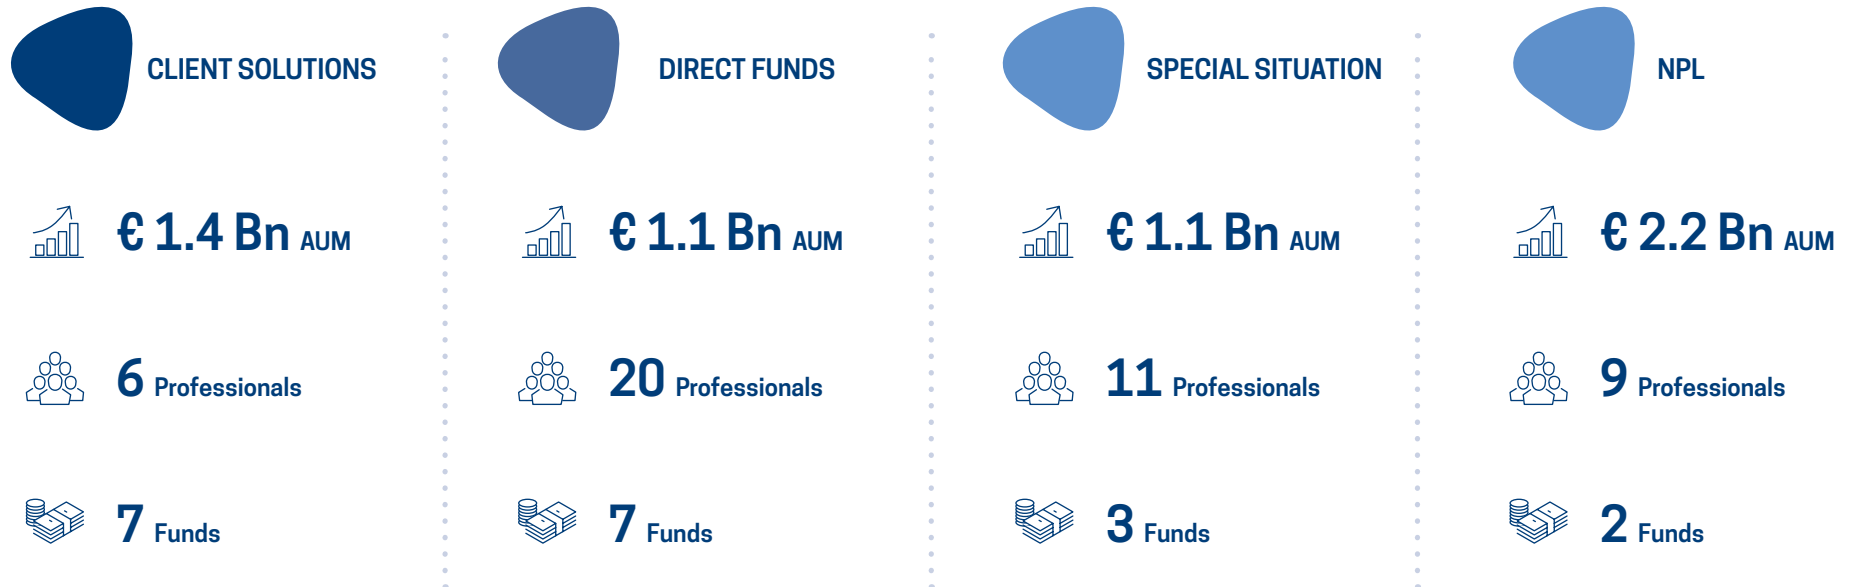 CLIENT SOLUTIONS
€ 1.4 Bn AUM
6 Professionals
7 Funds
DIRECT FUNDS
€ 1.1 Bn AUM
20 Professionals
7 Funds
SPECIAL SITUATION
€ 1.1 Bn AUM
11 Professionals
3 Funds
NPL
€ 2.2 Bn AUM
9 Professionals
2 Funds